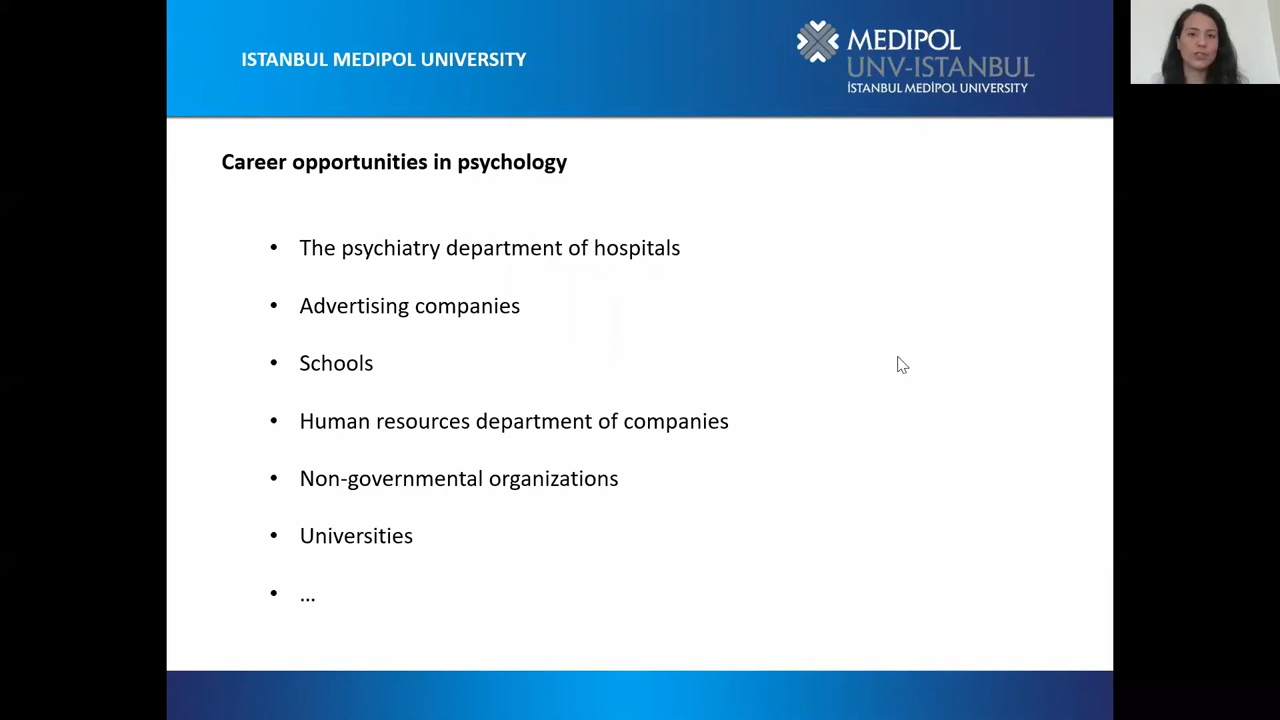 ISTANBUL MEDIPOL UNIVERSITY
MEDIPOL
UNV-ISTANBUL
İSTANBUL MEDİPOL UNIVERSITY
Career opportunities in psychology
• The psychiatry department of hospitals
• Advertising companies
• Schools
• Human resources department of companies
• Non-governmental organizations
• Universities
• ...